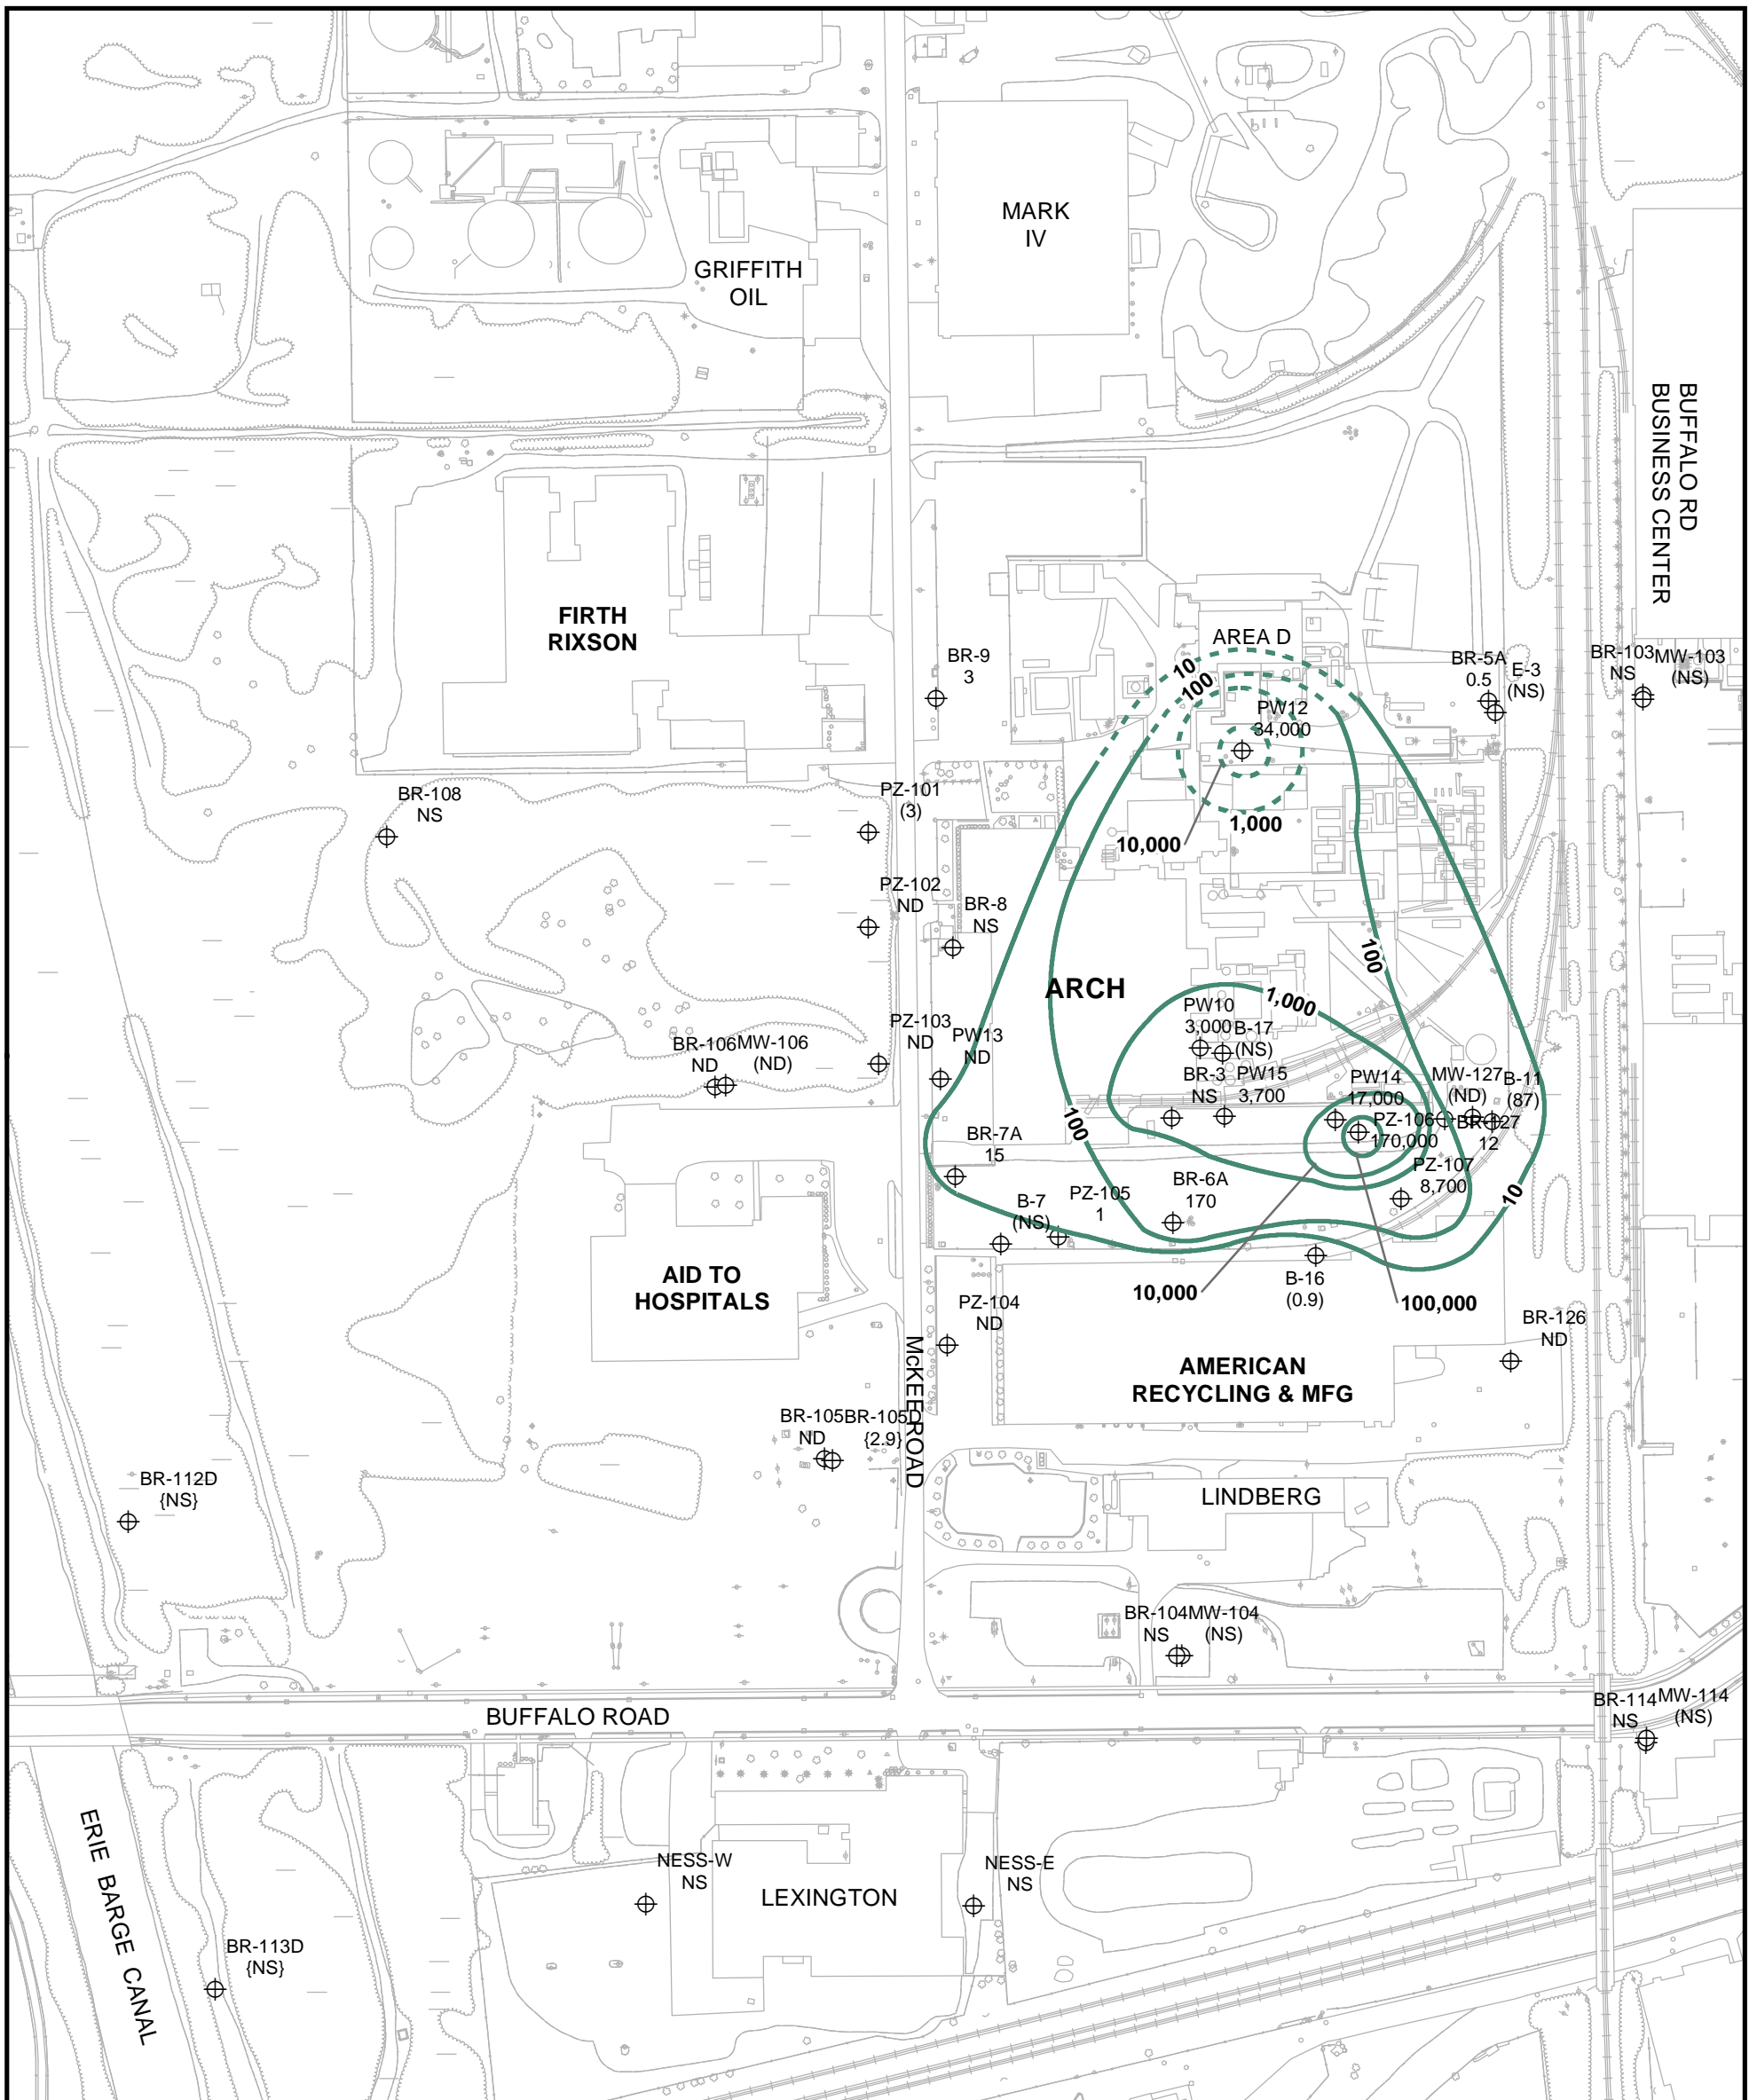 MARK
IV
GRIFFITH
OIL
BUFFALO RD
BUSINESS CENTER
FIRTH
RIXSON
AREA D
BR-9
3
10
100
BR-5A
0.5
E-3
(NS)
BR-103
NS
MW-103
(NS)
PW12
34,000
BR-108
NS
PZ-101
(3)
1,000
10,000
PZ-102
ND
BR-8
NS
100
ARCH
1,000
PW10
3,000
B-17
(NS)
PZ-103
ND
PW13
ND
BR-106
ND
MW-106
(ND)
BR-3
NS
PW15
3,700
PW14
17,000
MW-127
(ND)
B-11
(87)
PZ-106
170,000
BR-127
12
100
BR-7A
15
PZ-107
8,700
BR-6A
170
PZ-105
1
B-7
(NS)
10
AID TO
HOSPITALS
B-16
(0.9)
10,000
100,000
PZ-104
ND
BR-126
ND
McKEE ROAD
AMERICAN
RECYCLING & MFG
BR-105
ND
BR-105D
{2.9}
BR-112D
{NS}
LINDBERG
BR-104
NS
MW-104
(NS)
BR-114
NS
MW-114
(NS)
BUFFALO ROAD
ERIE BARGE CANAL
NESS-W
NS
LEXINGTON
NESS-E
NS
BR-113D
{NS}